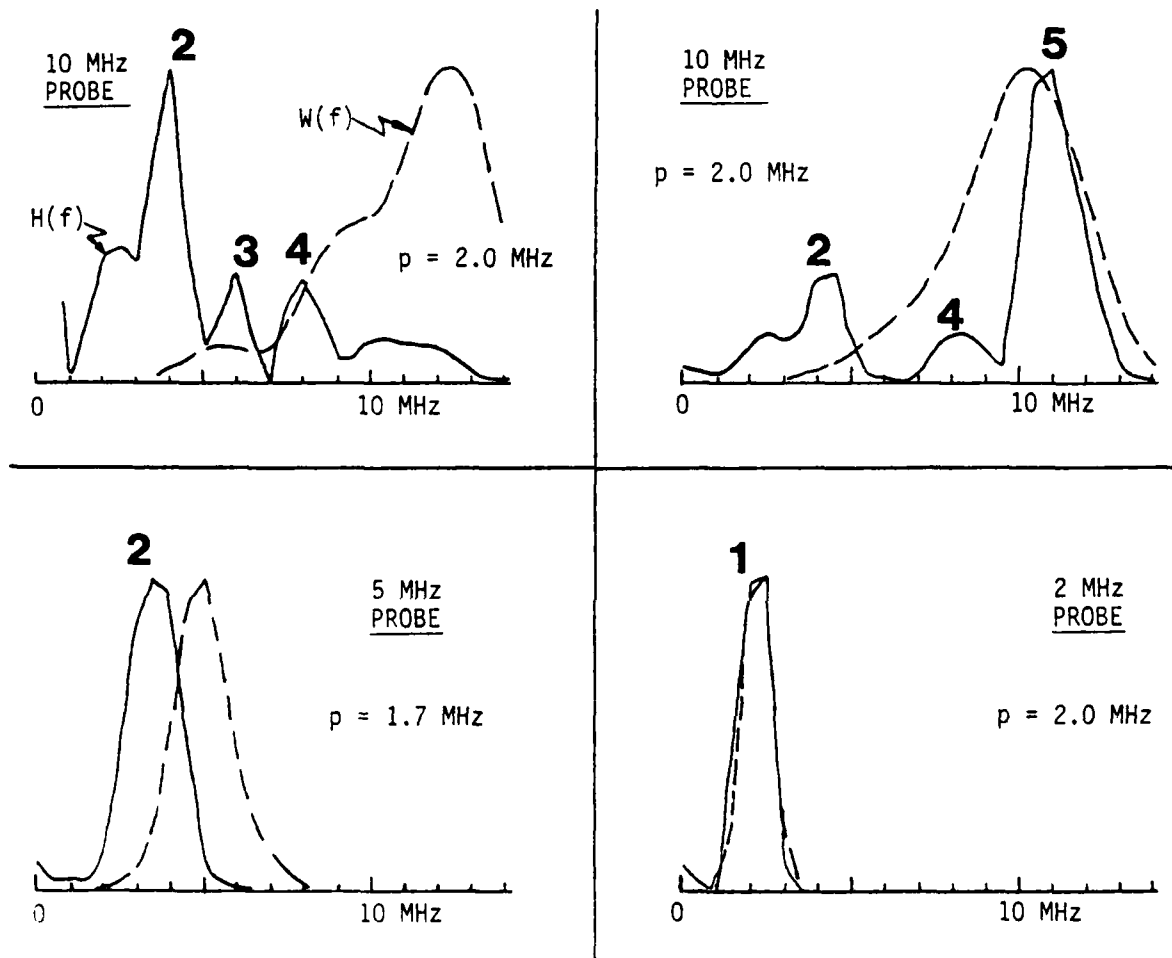 10 MHz
PROBE
2
W(f)
H(f)
3
4
p = 2.0 MHz
0
10 MHz
10 MHz
PROBE
5
p = 2.0 MHz
2
4
0
10 MHz
2
5 MHz
PROBE
p = 1.7 MHz
0
10 MHz
1
2 MHz
PROBE
p = 2.0 MHz
0
10 MHz